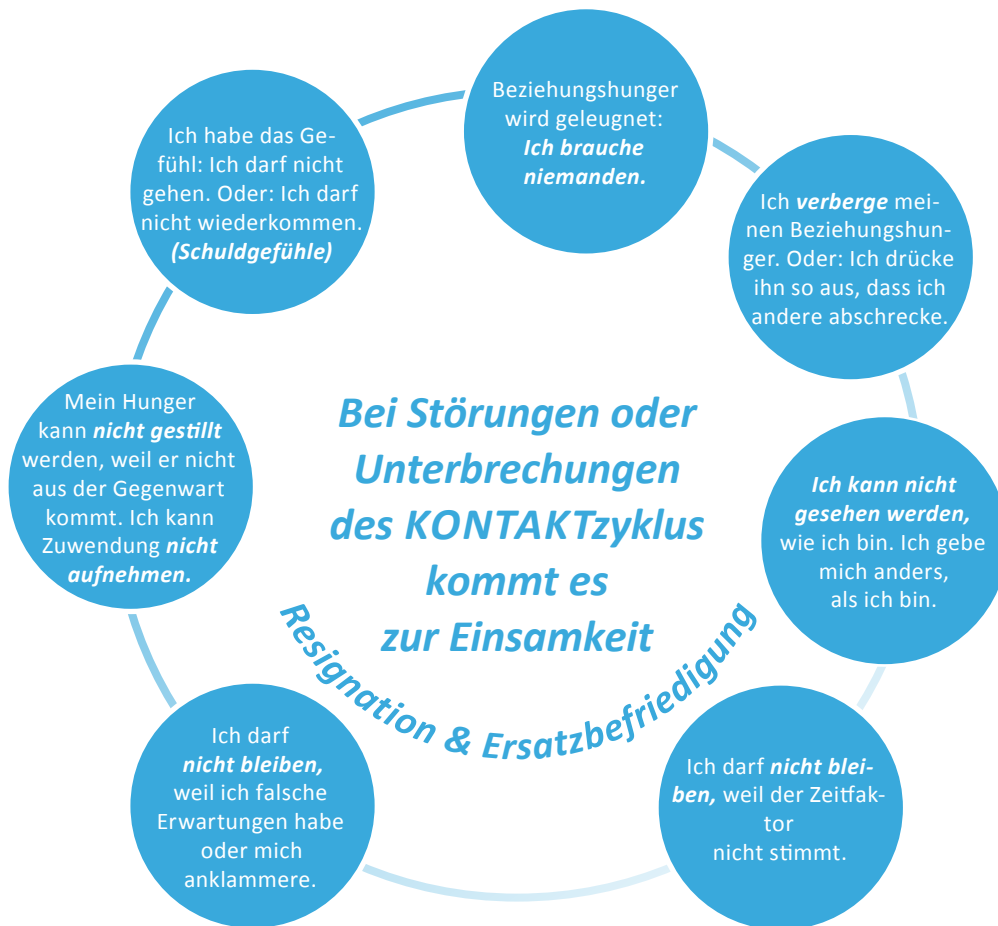 Beziehungshunger
wird geleugnet:
Ich brauche
niemanden.
Ich verberge mei-
nen Beziehungshun-
ger. Oder: Ich drücke
ihn so aus, dass ich
andere abschrecke.
Ich kann nicht
gesehen werden,
wie ich bin. Ich gebe
mich anders,
als ich bin.
Ich darf nicht blei-
ben, weil der Zeitfak-
tor
nicht stimmt.
Ich darf
nicht bleiben,
weil ich falsche
Erwartungen habe
oder mich
anklammere.
Mein Hunger
kann nicht gestillt
werden, weil er nicht
aus der Gegenwart
kommt. Ich kann
Zuwendung nicht
aufnehmen.
Ich habe das Ge-
fühl: Ich darf nicht
gehen. Oder: Ich darf
nicht wiederkommen.
(Schuldgefühle)
Bei Störungen oder
Unterbrechungen
des KONTAKTzyklus
kommt es
zur Einsamkeit
Resignation & Ersatzbefriedigung